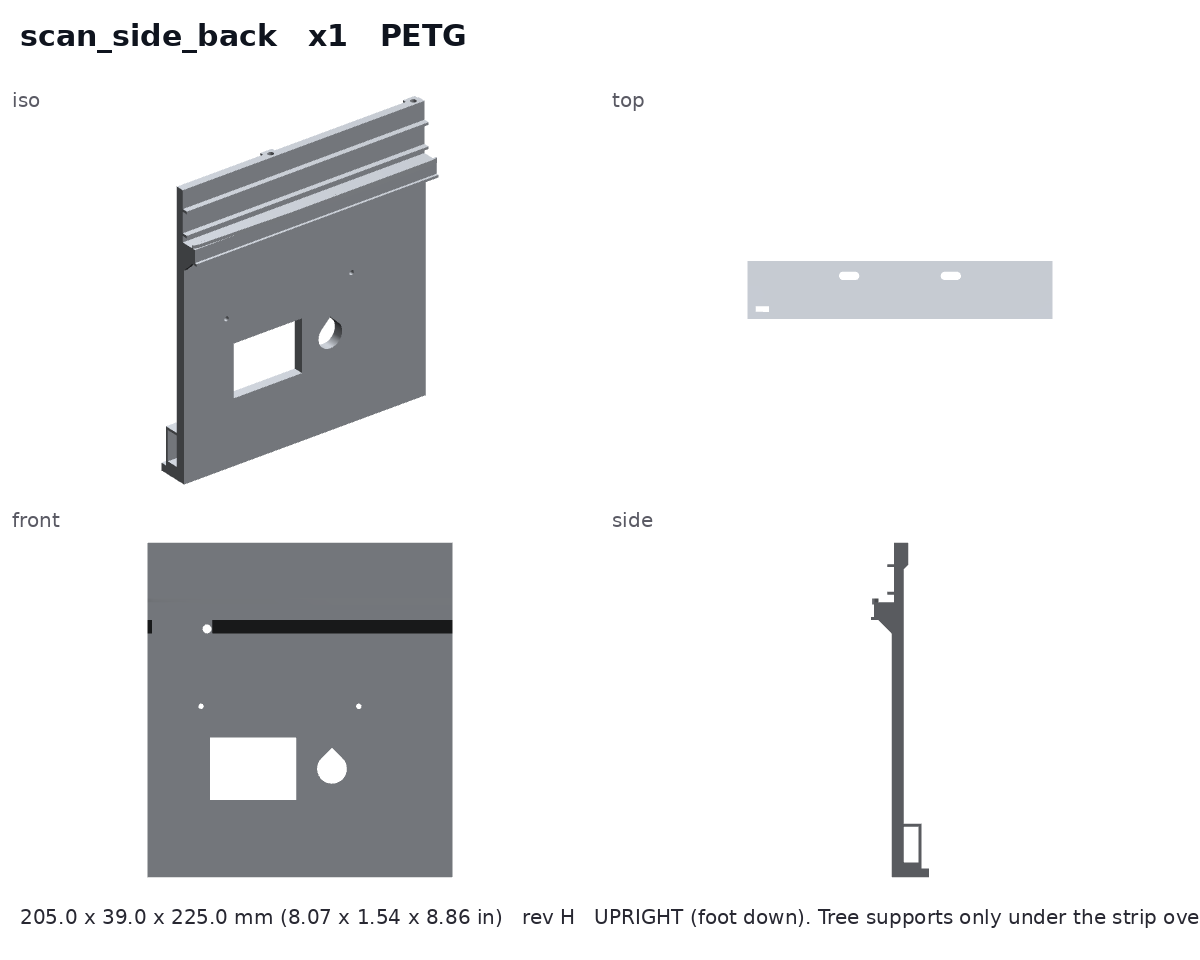 scan_side_back x1 PETG
iso
top
front
side
205.0 x 39.0 x 225.0 mm (8.07 x 1.54 x 8.86 in) rev H UPRIGHT (foot down). Tree supports only under the strip ove